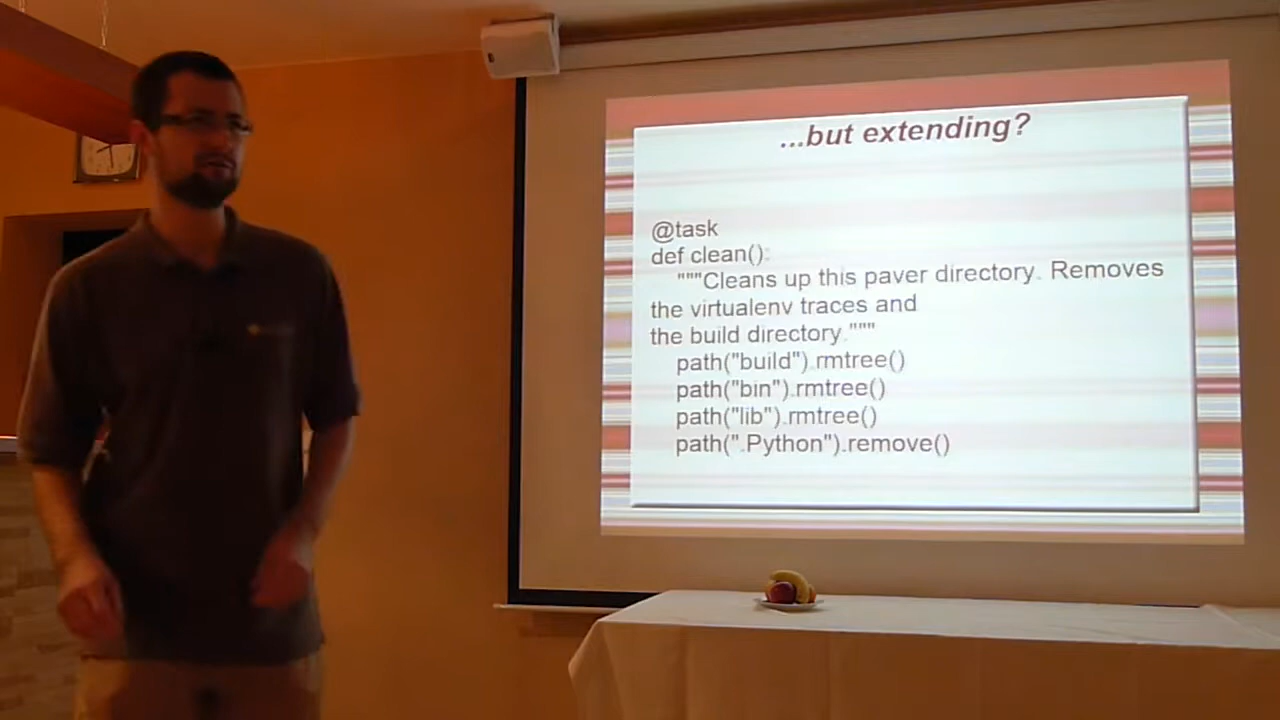 ...but extending?
@task
def clean():
"""Cleans up this paver directory. Removes
the virtualenv traces and
the build directory."""
path("build").rmtree()
path("bin").rmtree()
path("lib").rmtree()
path(".Python").remove()